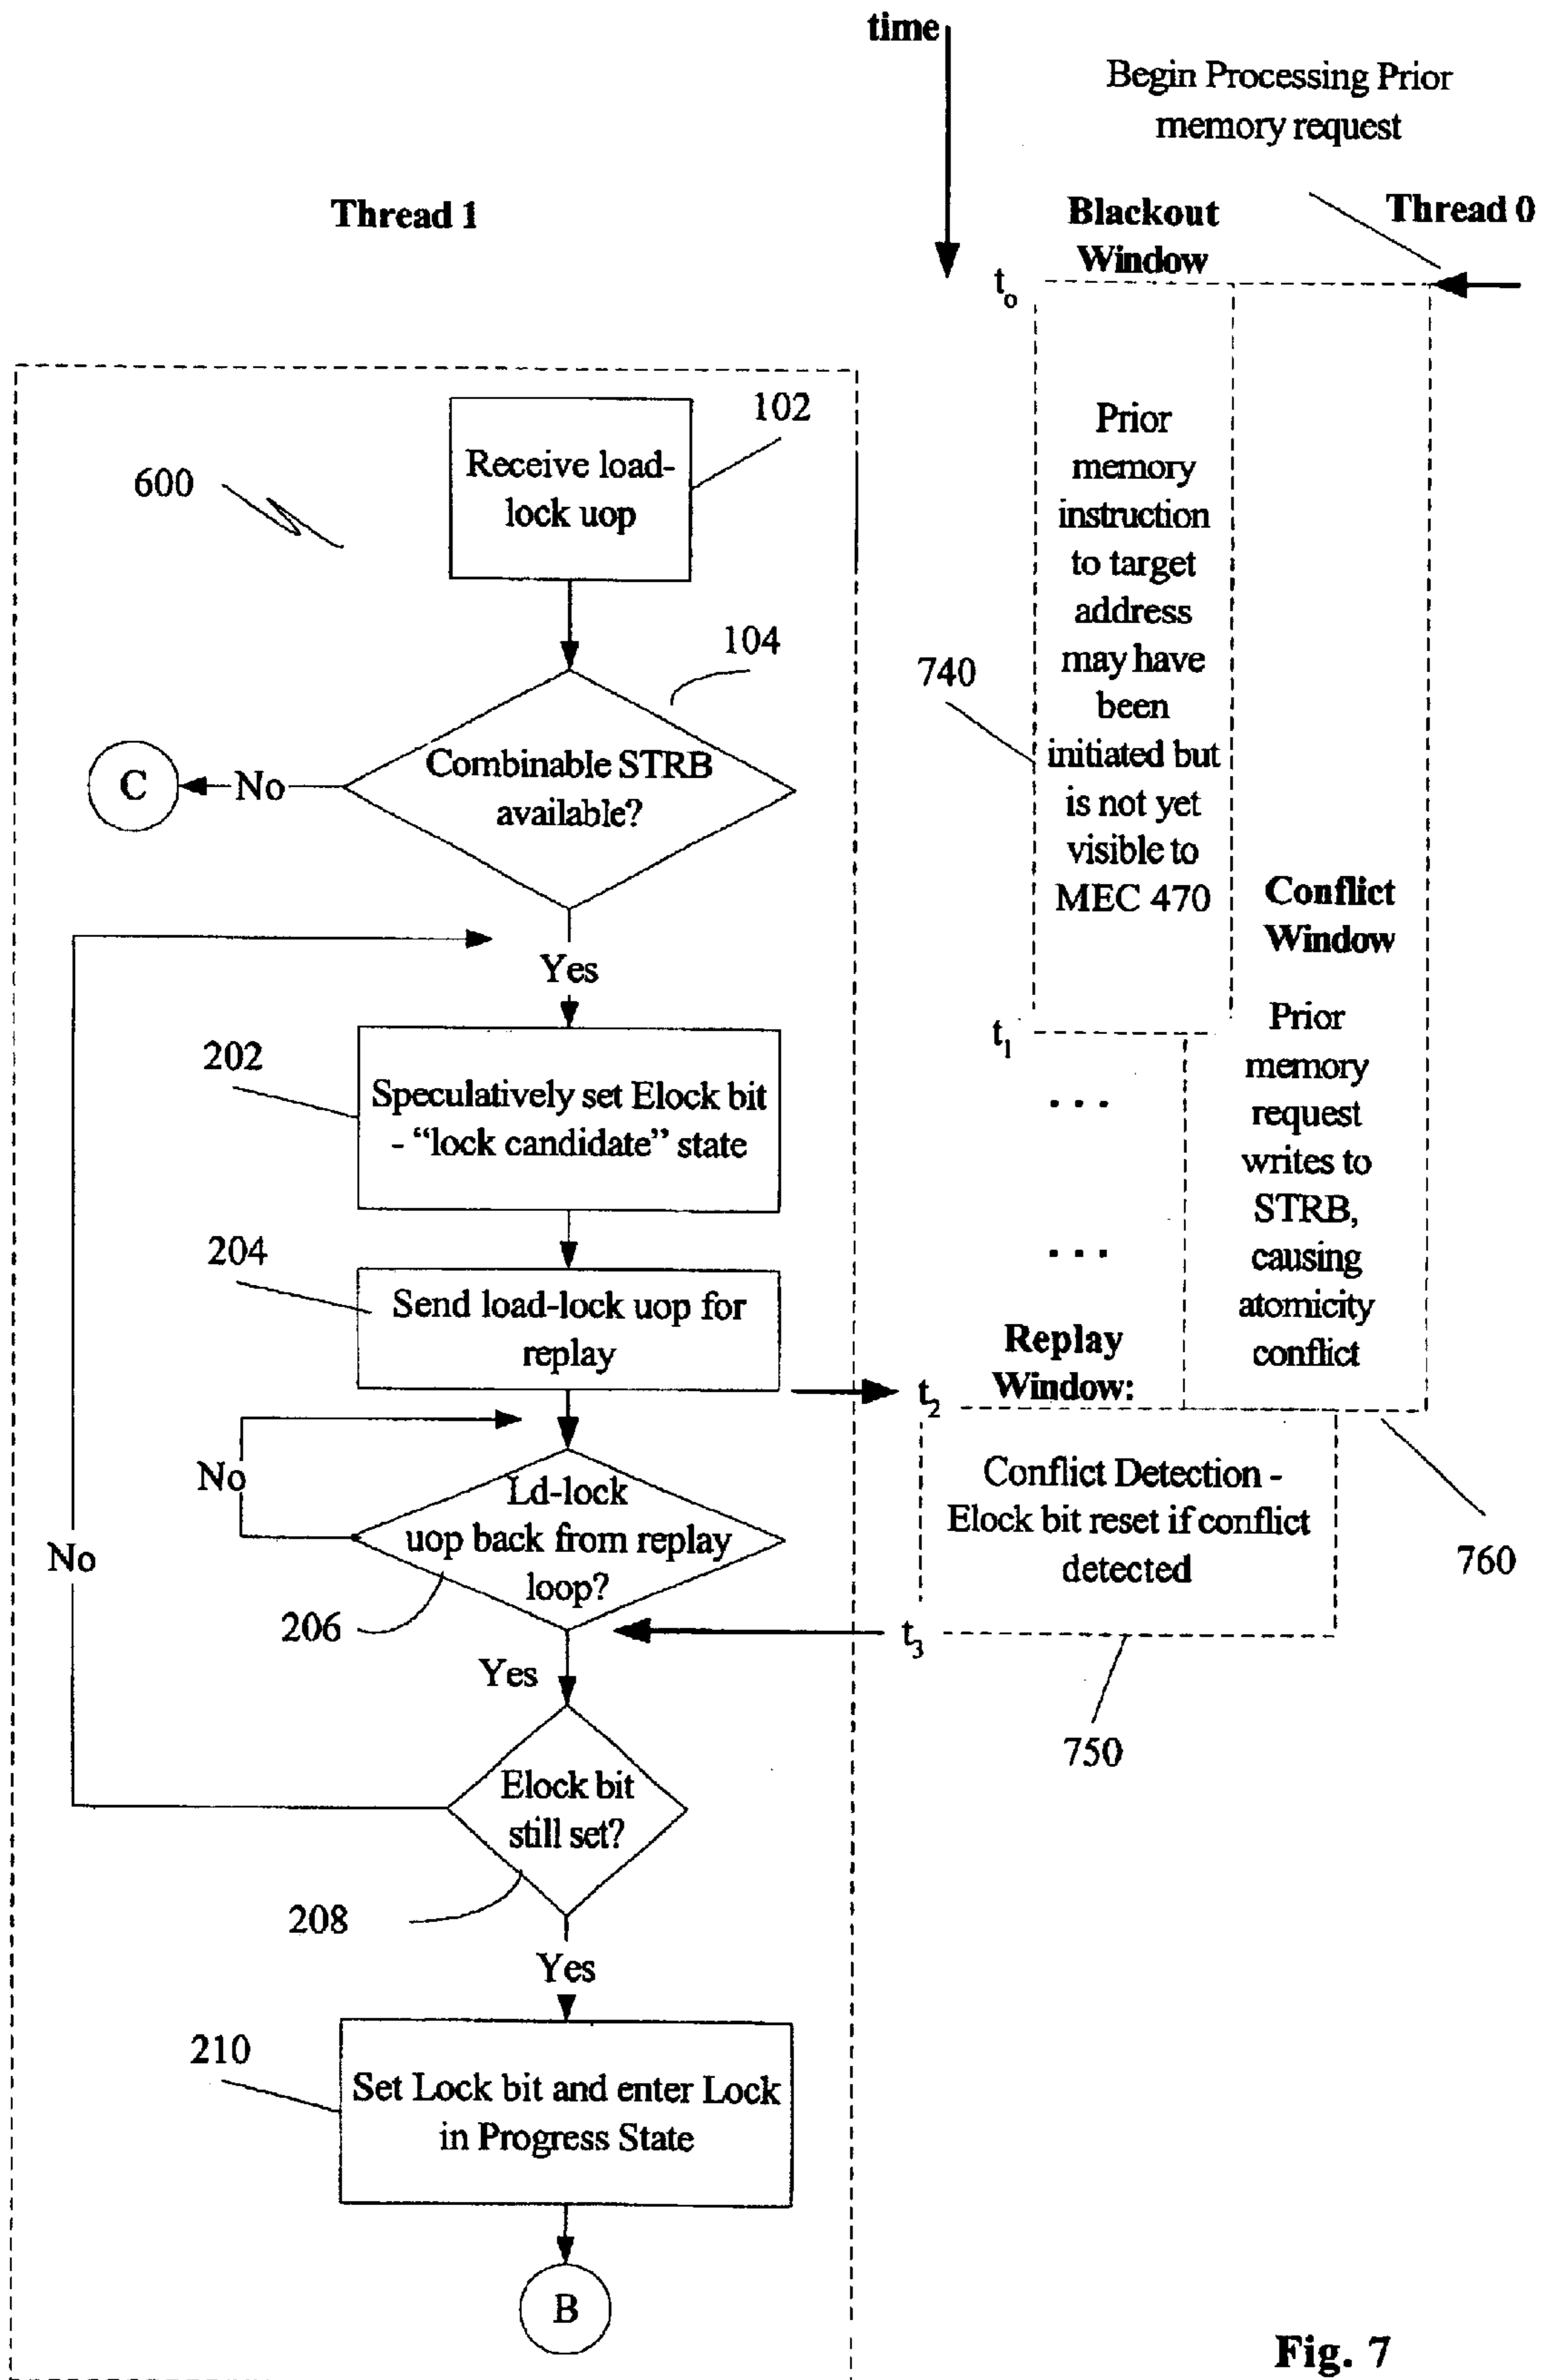 time
Begin Processing Prior
memory request
Thread 1
Blackout
Window
Thread 0
t0
102
Receive load-
lock uop
600
Prior
memory
instruction
to target
address
may have
been
initiated but
is not yet
visible to
MEC 470
104
740
Combinable STRB
available?
C
No
Conflict
Window
Yes
Prior
memory
request
writes to
STRB,
causing
atomicity
conflict
t1
202
Speculatively set Elock bit
- “lock candidate” state
...
204
...
Send load-lock uop for
replay
Replay
Window:
t2
No
Ld-lock
uop back from replay
loop?
Conflict Detection -
Elock bit reset if conflict
detected
No
760
206
t3
Yes
750
Elock bit
still set?
208
Yes
210
Set Lock bit and enter Lock
in Progress State
B
Fig. 7